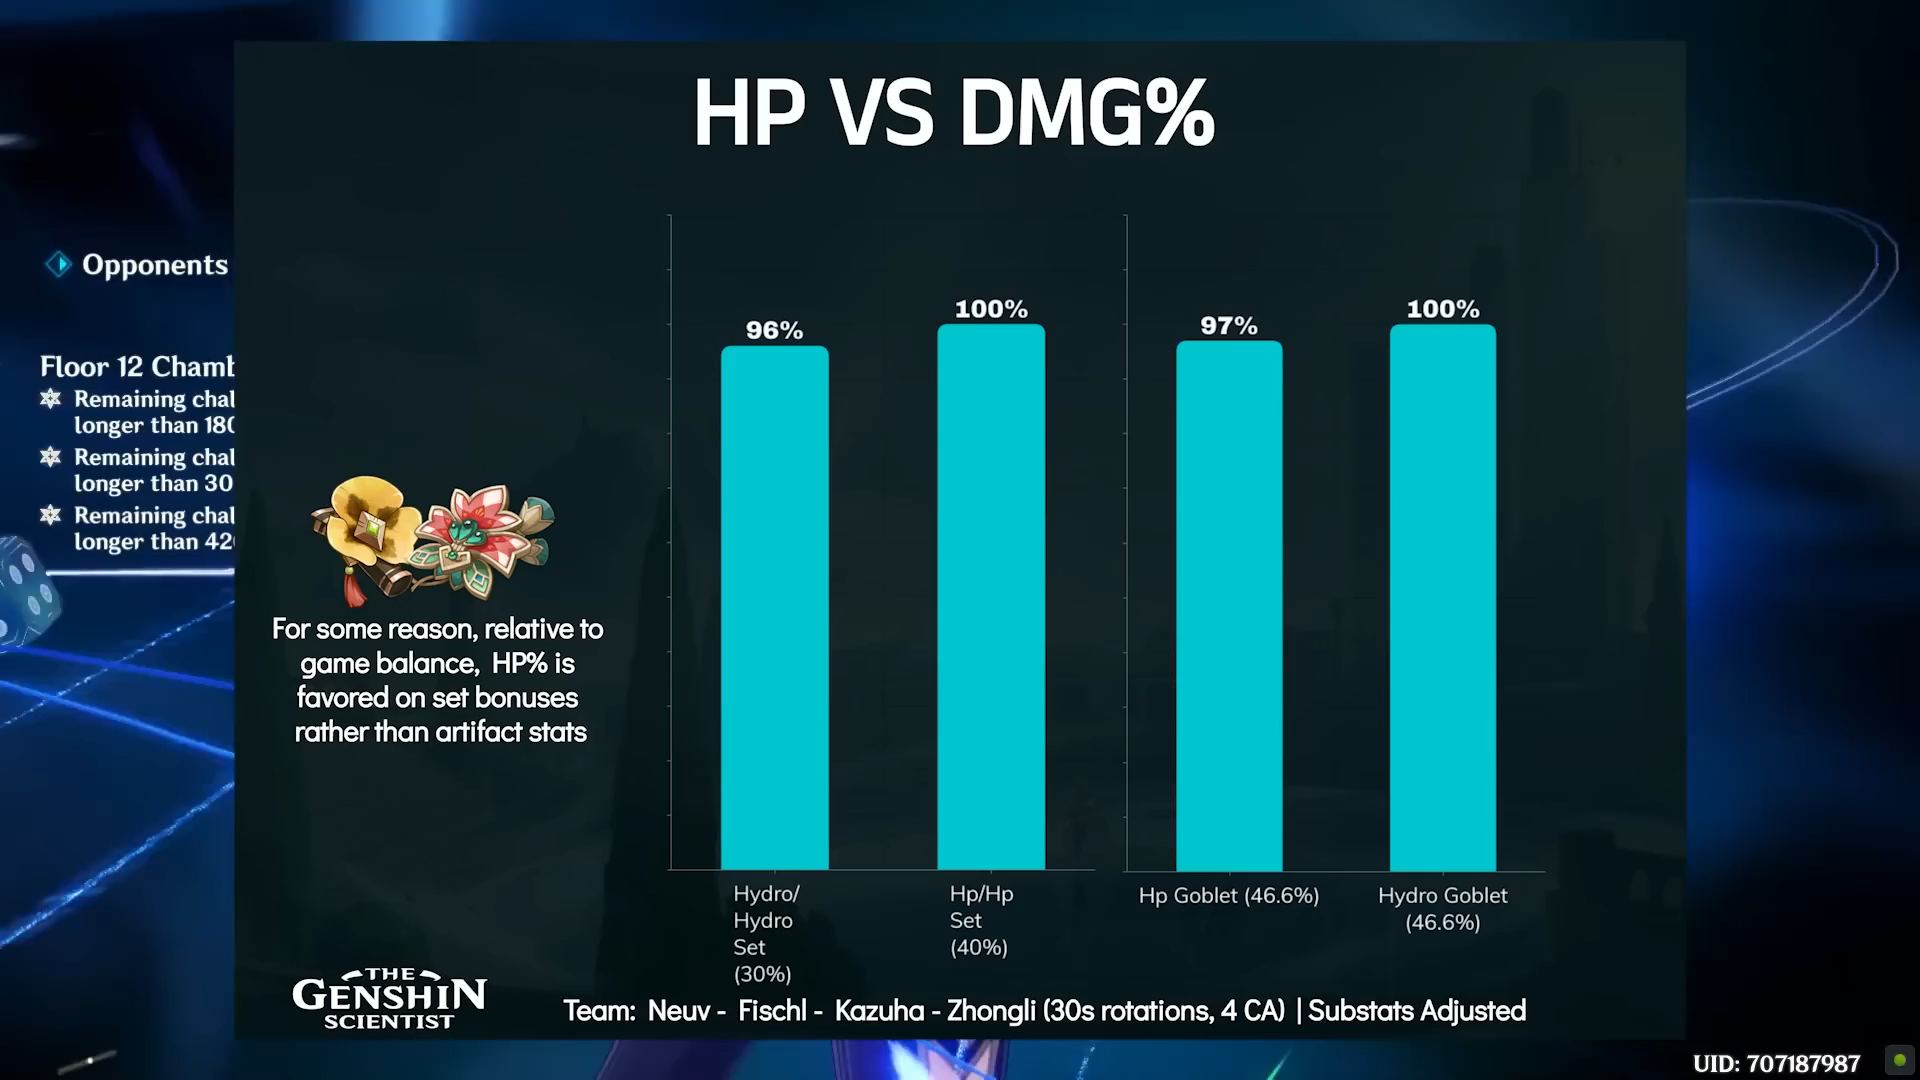 HP VS DMG%
Opponents
Floor 12 Chamb
Remaining chal
longer than 180
Remaining chal
longer than 30
Remaining chal
longer than 42
For some reason, relative to
game balance, HP% is
favored on set bonuses
rather than artifact stats
96%
100%
97%
100%
Hydro/
Hydro
Set
(30%)
Hp/Hp
Set
(40%)
Hp Goblet (46.6%)
Hydro Goblet
(46.6%)
THE
GENSHIN
SCIENTIST
Team: Neuv - Fischl - Kazuha - Zhongli (30s rotations, 4 CA) | Substats Adjusted
UID: 707187987